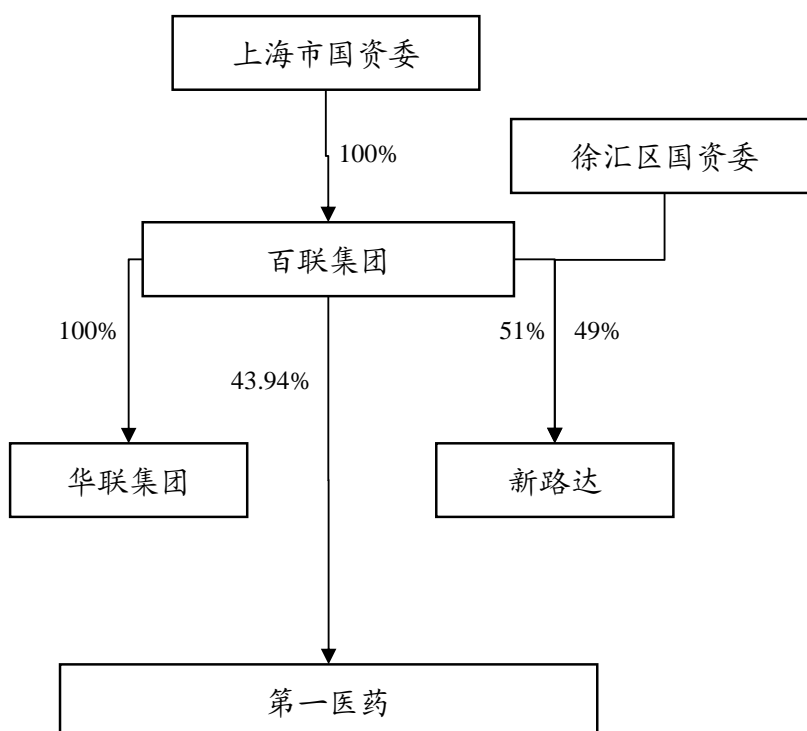 上海市国资委
100%
徐汇区国资委
百联集团
100%
43.94%
51%
49%
华联集团
新路达
第一医药